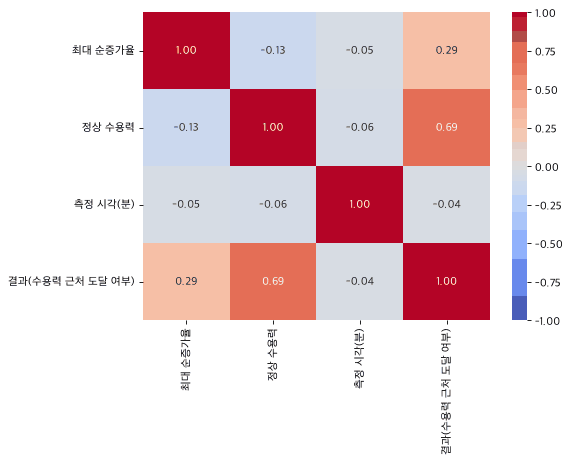 최대 순증가율 1.00 -0.13 -0.05 0.29
정상 수용력 -0.13 1.00 -0.06 0.69
측정 시각(분) -0.05 -0.06 1.00 -0.04
결과(수용력 근처 도달 여부) 0.29 0.69 -0.04 1.00
최대 순증가율
정상 수용력
측정 시각(분)
결과(수용력 근처 도달 여부)
1.00
0.75
0.50
0.25
0.00
-0.25
-0.50
-0.75
-1.00